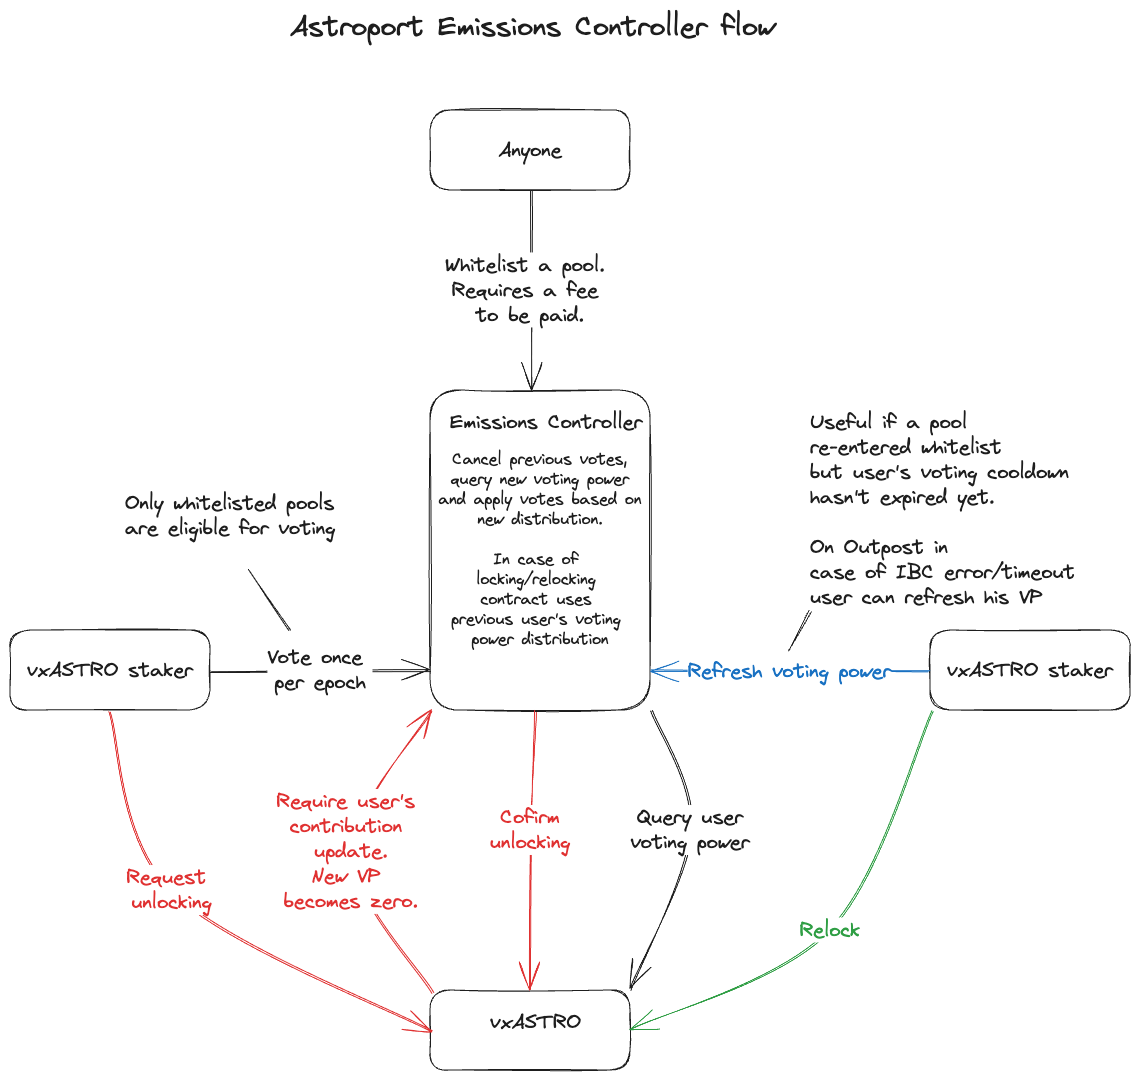 Astroport Emissions Controller flow
Anyone
Whitelist a pool.
Requires a fee
to be paid.
Emissions Controller
Cancel previous votes,
query new voting power
and apply votes based on
new distribution.
In case of
locking/relocking
contract uses
previous user's voting
power distribution
Useful if a pool
re-entered whitelist
but user's voting cooldown
hasn't expired yet.
On Outpost in
case of IBC error/timeout
user can refresh his VP
Only whitelisted pools
are eligible for voting
vxASTRO staker
Vote once
per epoch
Refresh voting power
vxASTRO staker
Require user's
contribution
update.
New VP
becomes zero.
Cofirm
unlocking
Query user
voting power
Request
unlocking
Relock
vxASTRO